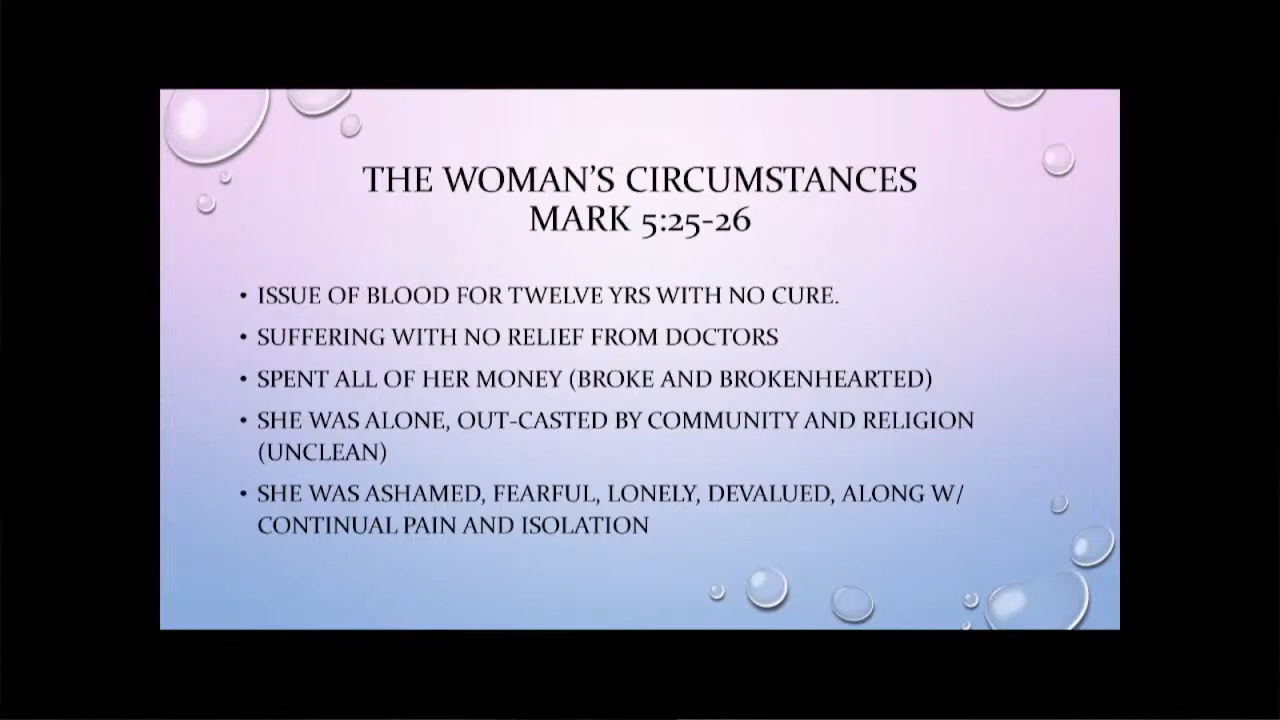 THE WOMAN'S CIRCUMSTANCES
MARK 5:25-26
• ISSUE OF BLOOD FOR TWELVE YRS WITH NO CURE.
• SUFFERING WITH NO RELIEF FROM DOCTORS
• SPENT ALL OF HER MONEY (BROKE AND BROKENHEARTED)
• SHE WAS ALONE, OUT-CASTED BY COMMUNITY AND RELIGION
(UNCLEAN)
• SHE WAS ASHAMED, FEARFUL, LONELY, DEVALUED, ALONG W/
CONTINUAL PAIN AND ISOLATION